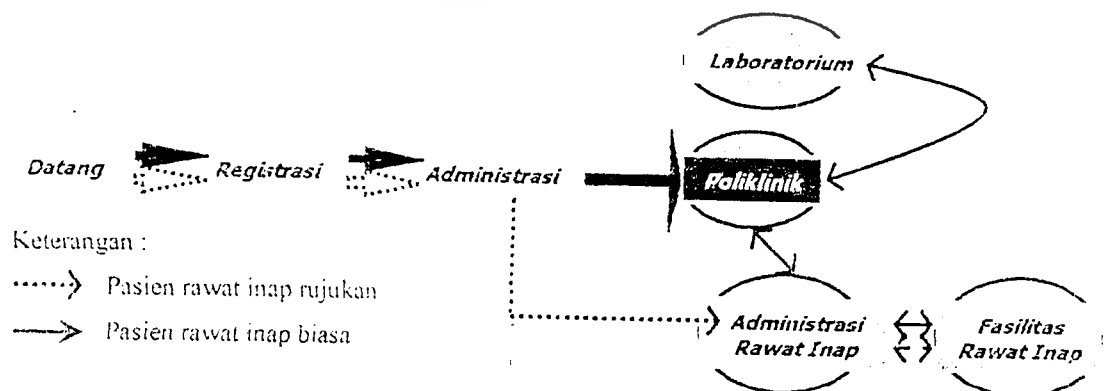 Laboratorium
Datang
Registrasi
Administrasi
Poliklinik
Keterangan :
Pasien rawat inap rujukan
Pasien rawat inap biasa
Administrasi
Rawat Inap
Fasilitas
Rawat Inap